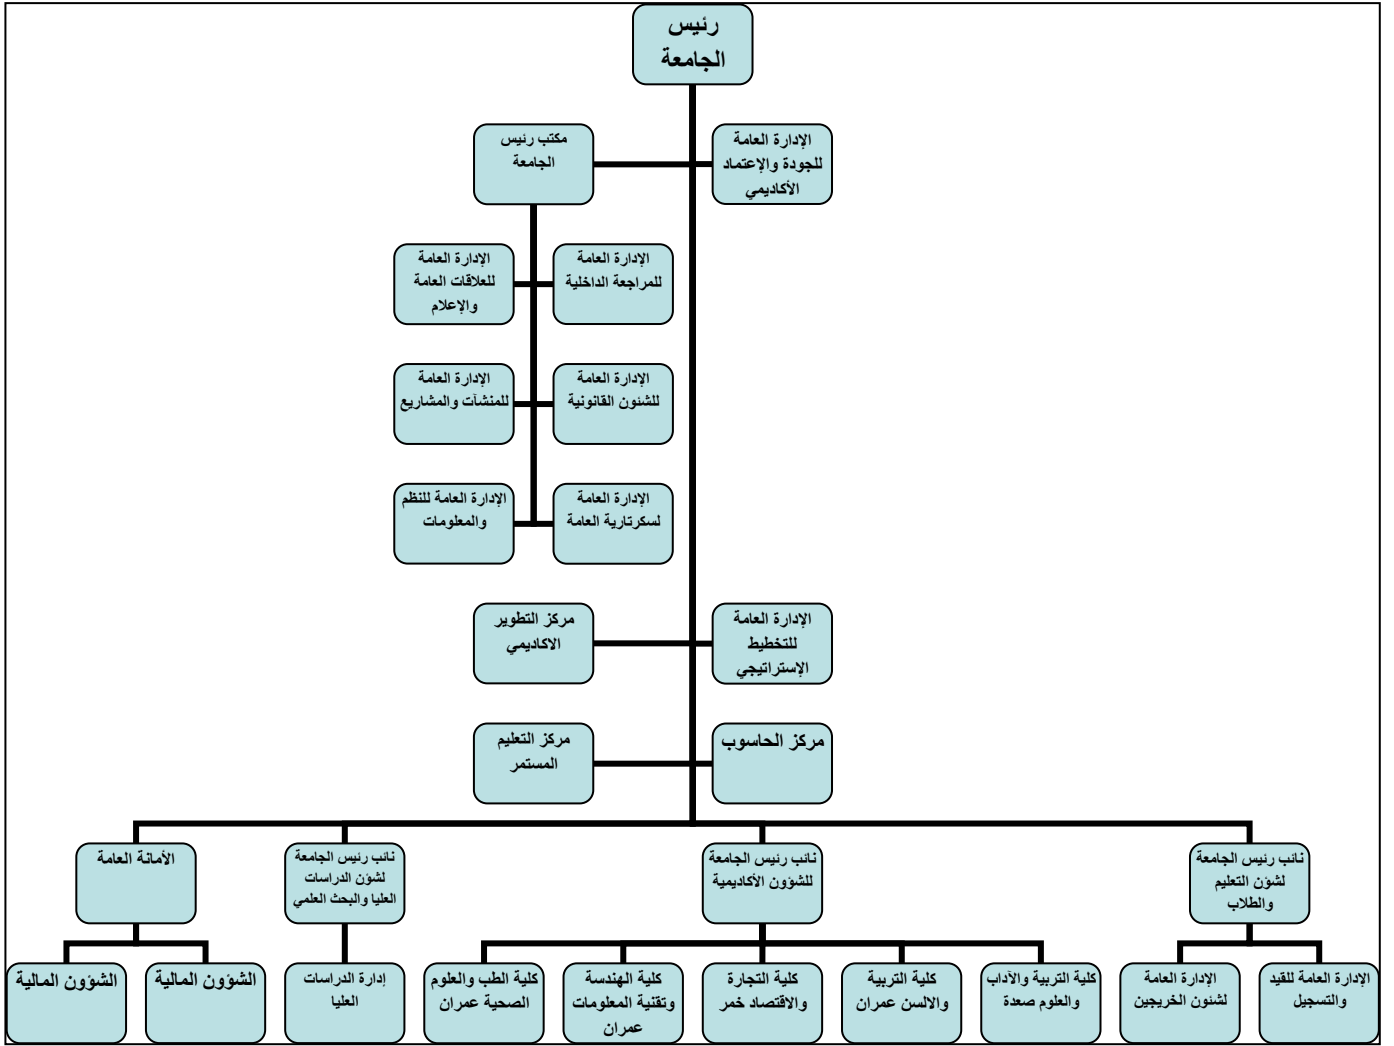 رئيس
الجامعة
الإدارة العامة
للجودة والإعتماد
الأكاديمي
مكتب رئيس
الجامعة
الإدارة العامة
للمراجعة الداخلية
الإدارة العامة
للعلاقات العامة
والإعلام
الإدارة العامة
للشئون القانونية
الإدارة العامة
للمنشآت والمشاريع
الإدارة العامة
لسكرتارية العامة
الإدارة العامة للنظم
والمعلومات
الإدارة العامة
للتخطيط
الإستراتيجي
مركز التطوير
الاكاديمي
مركز الحاسوب
مركز التعليم
المستمر
نائب رئيس الجامعة
لشؤن التعليم
والطلاب
نائب رئيس الجامعة
للشؤون الأكاديمية
نائب رئيس الجامعة
لشؤن الدراسات
العليا والبحث العلمي
الأمانة العامة
الإدارة العامة للقيد
والتسجيل
الإدارة العامة
لشئون الخريجين
كلية التربية والآداب
والعلوم صعدة
كلية التربية
والالسن عمران
كلية التجارة
والاقتصاد خمر
كلية الهندسة
وتقنية المعلومات
عمران
كلية الطب والعلوم
الصحية عمران
إدارة الدراسات
العليا
الشؤون المالية
الشؤون المالية